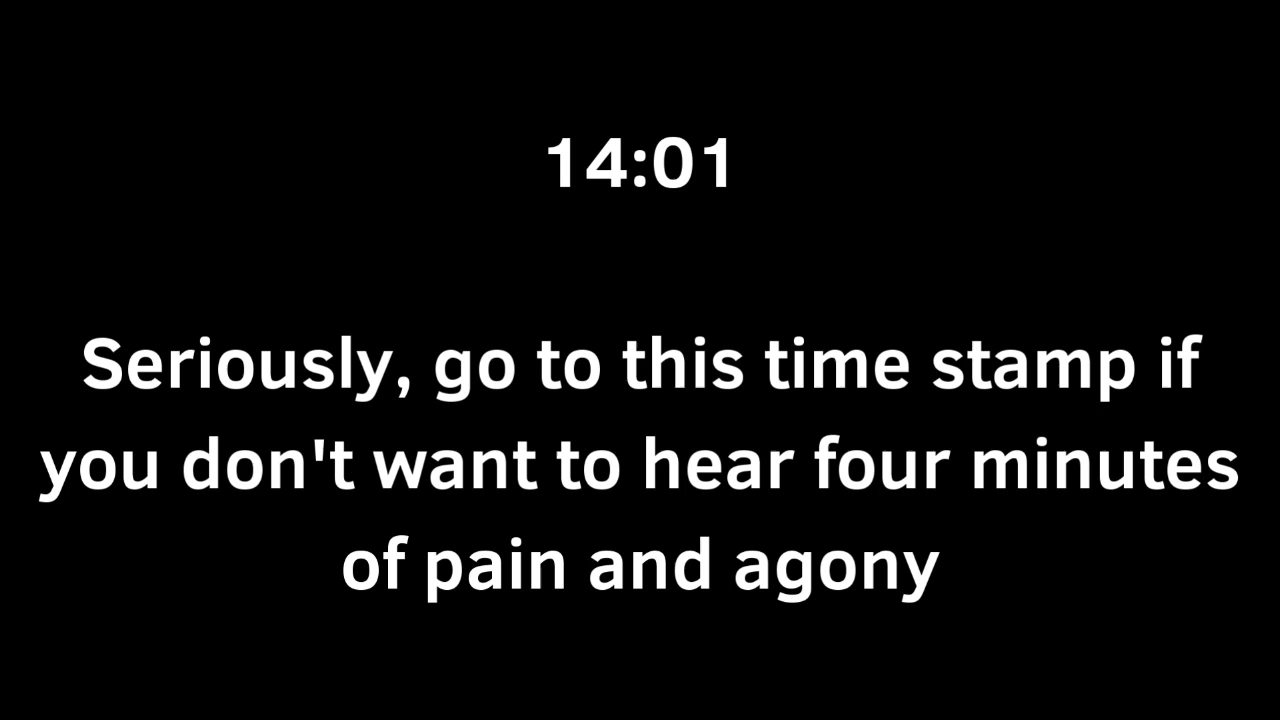 14:01
Seriously, go to this time stamp if
you don't want to hear four minutes
of pain and agony